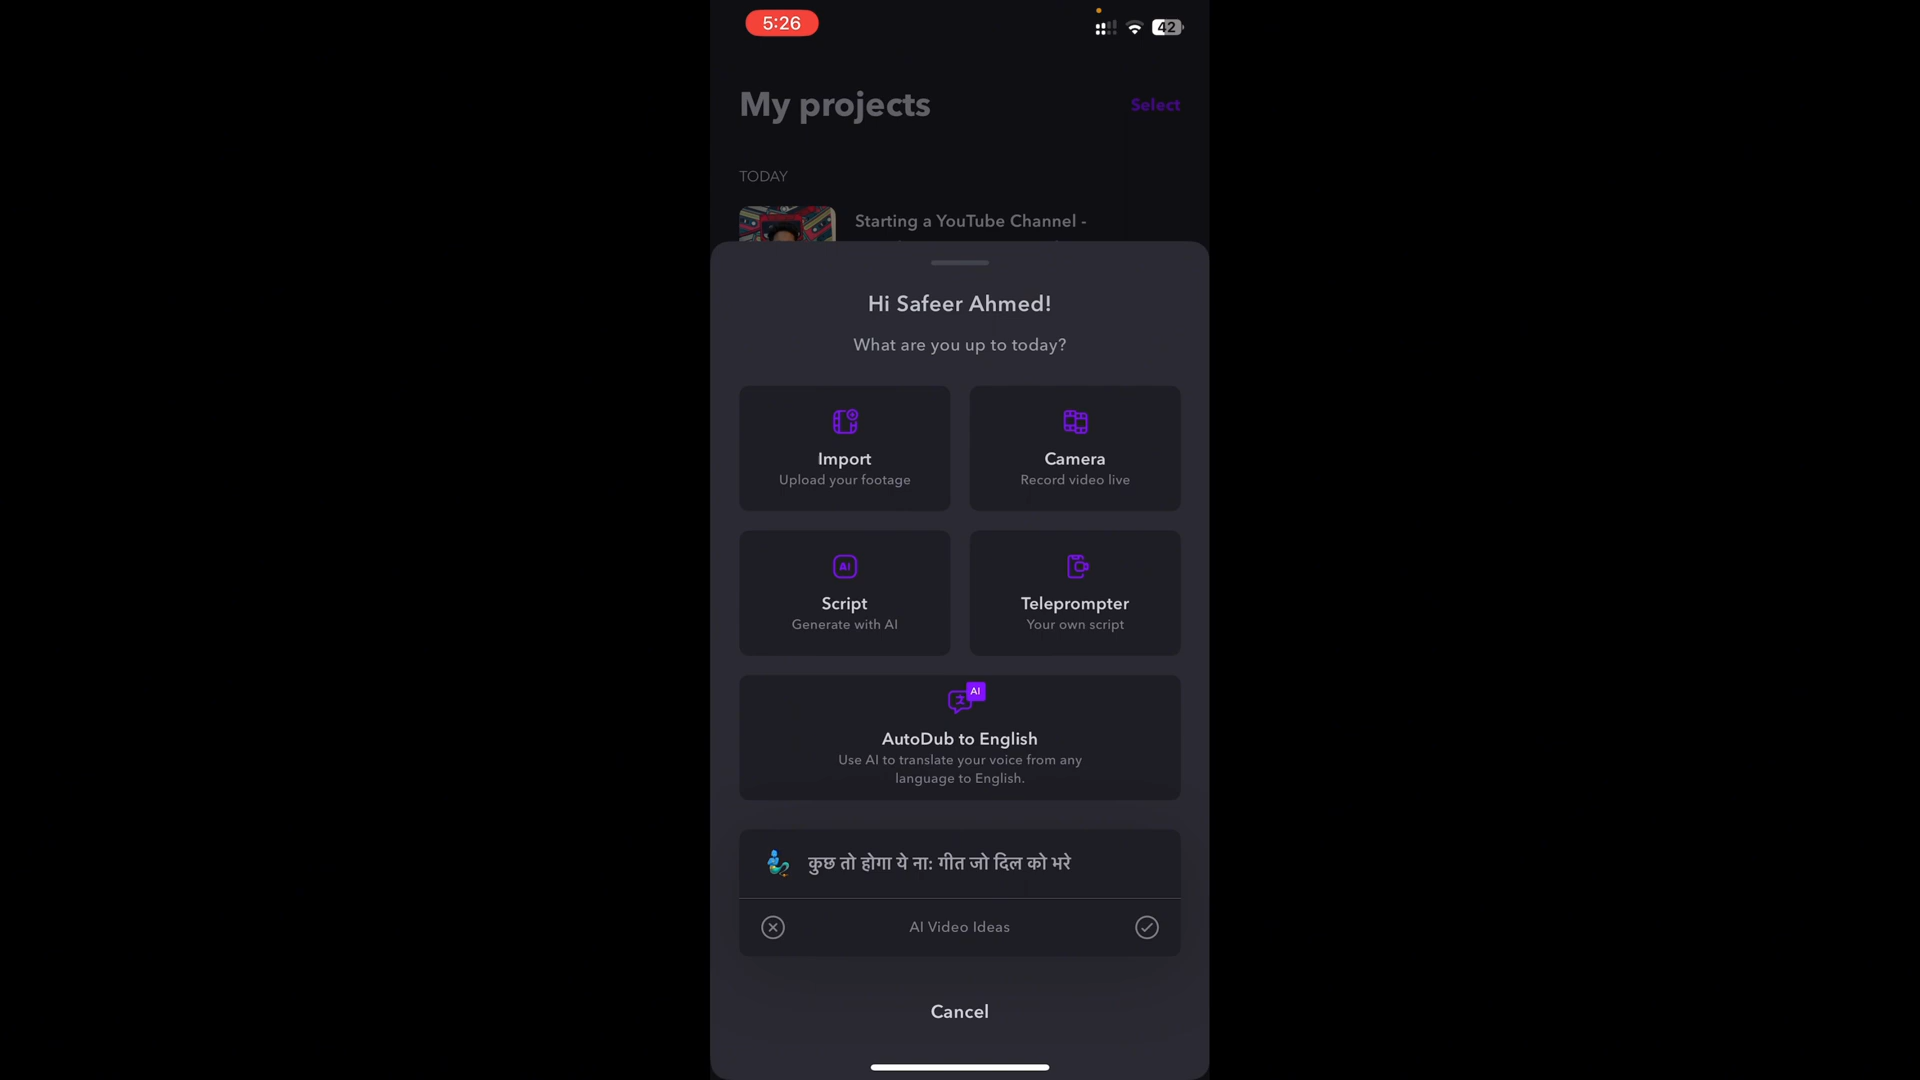 5:26
42
My projects
Select
TODAY
Starting a YouTube Channel -
Hi Safeer Ahmed!
What are you up to today?
Import
Upload your footage
Camera
Record video live
AI
Script
Generate with AI
Teleprompter
Your own script
AI
AutoDub to English
Use AI to translate your voice from any
language to English.
कुछ तो होगा ये ना: गीत जो दिल को भरे
AI Video Ideas
Cancel